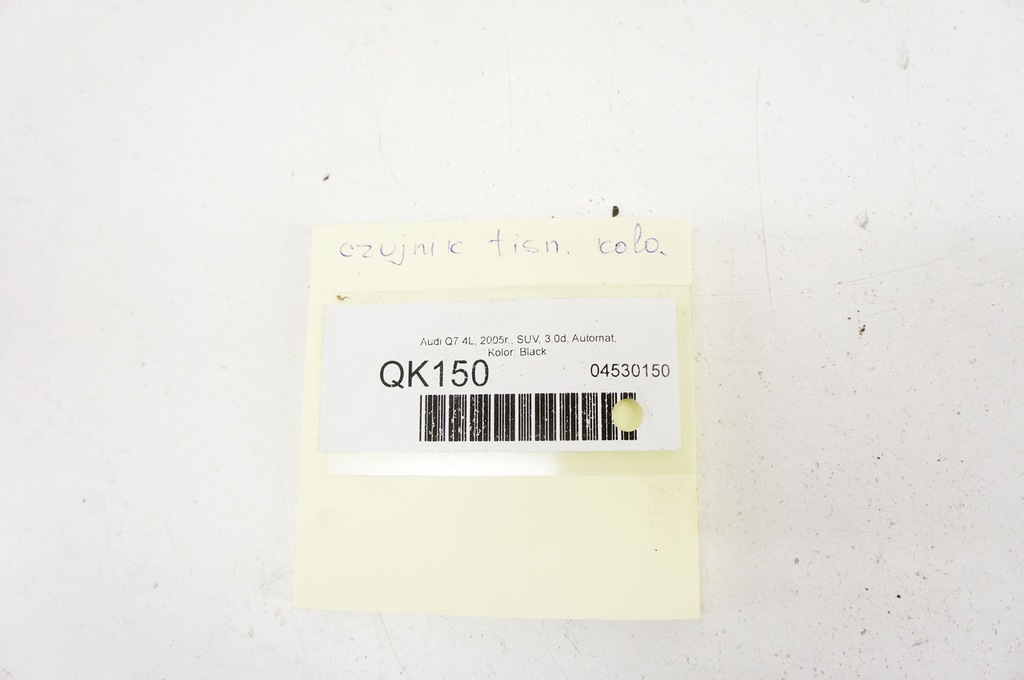 czujnik tisn. kolo.
Audi Q7 4L, 2005r., SUV, 3.0d, Automat,
Kolor: Black
QK150 04530150